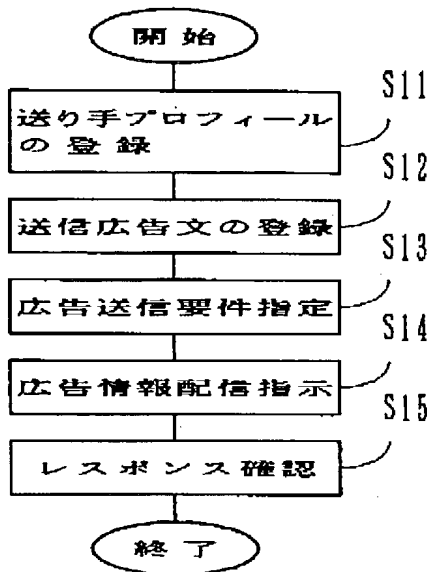 開始
S11
送り手プロフィール
の登録
S12
送信広告文の登録
S13
広告送信要件指定
S14
広告情報配信指示
S15
レスポンス確認
終了